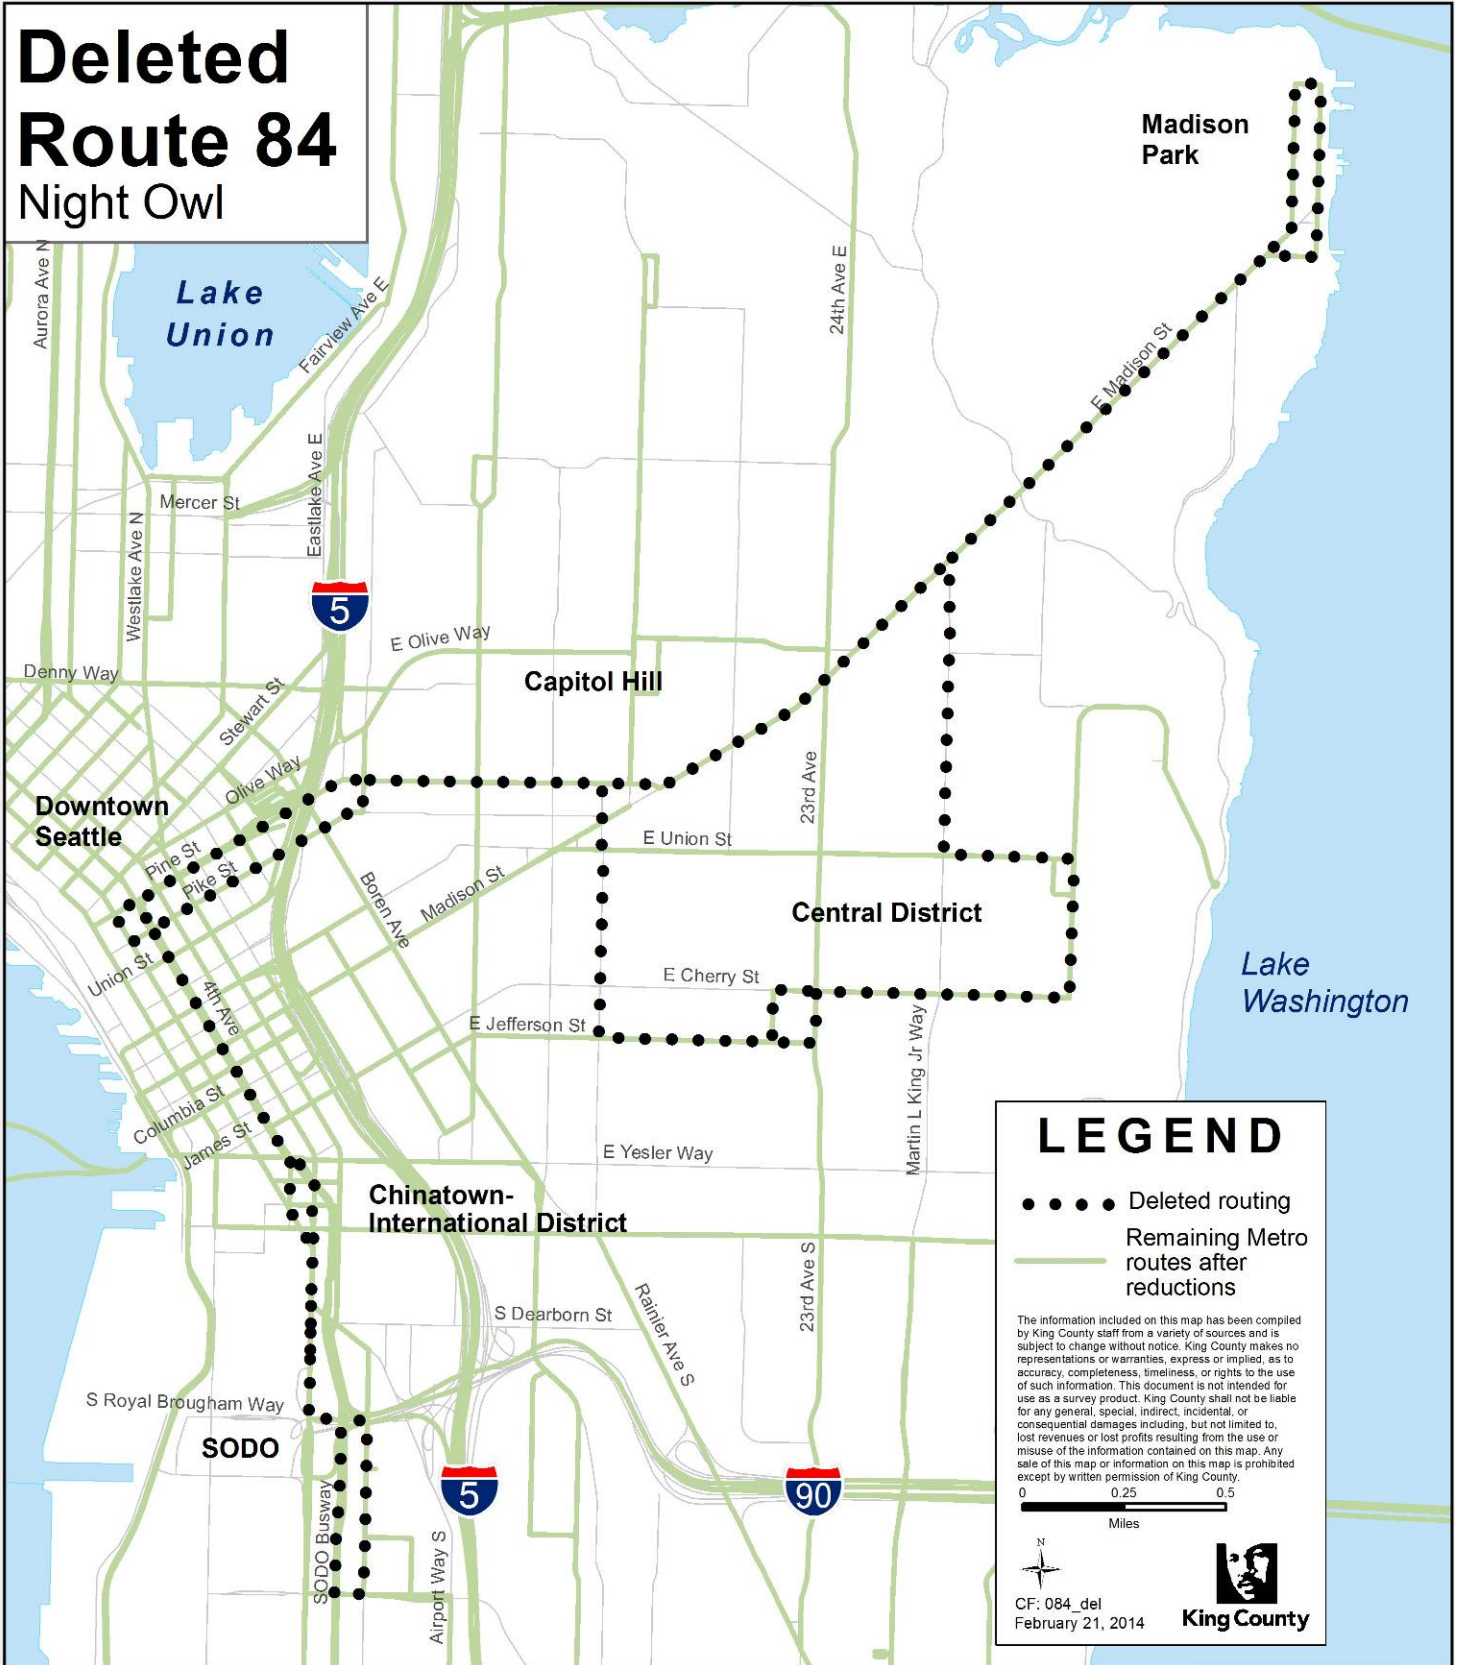 Deleted
Route 84
Night Owl
Madison
Park
Lake
Union
Aurora Ave N
Fairview Ave E
24th Ave E
E Madison St
Eastlake Ave E
Mercer St
Westlake Ave N
5
E Olive Way
Denny Way
Capitol Hill
Stewart St
Olive Way
23rd Ave
Downtown
Seattle
Pine St
Pike St
E Union St
Boren Ave
Madison St
Central District
Union St
E Cherry St
Lake
Washington
4th Ave
E Jefferson St
Martin L King Jr Way
Columbia St
James St
E Yesler Way
Chinatown-
International District
23rd Ave S
Rainier Ave S
S Dearborn St
S Royal Brougham Way
SODO
5
90
SODO Busway
Airport Way S
LEGEND
Deleted routing
Remaining Metro
routes after
reductions
The information included on this map has been compiled
by King County staff from a variety of sources and is
subject to change without notice. King County makes no
representations or warranties, express or implied, as to
accuracy, completeness, timeliness, or rights to the use
of such information. This document is not intended for
use as a survey product. King County shall not be liable
for any general, special, indirect, incidental, or
consequential damages including, but not limited to,
lost revenues or lost profits resulting from the use or
misuse of the information contained on this map. Any
sale of this map or information on this map is prohibited
except by written permission of King County.
0 0.25 0.5
Miles
N
CF: 084_del
February 21, 2014
King County